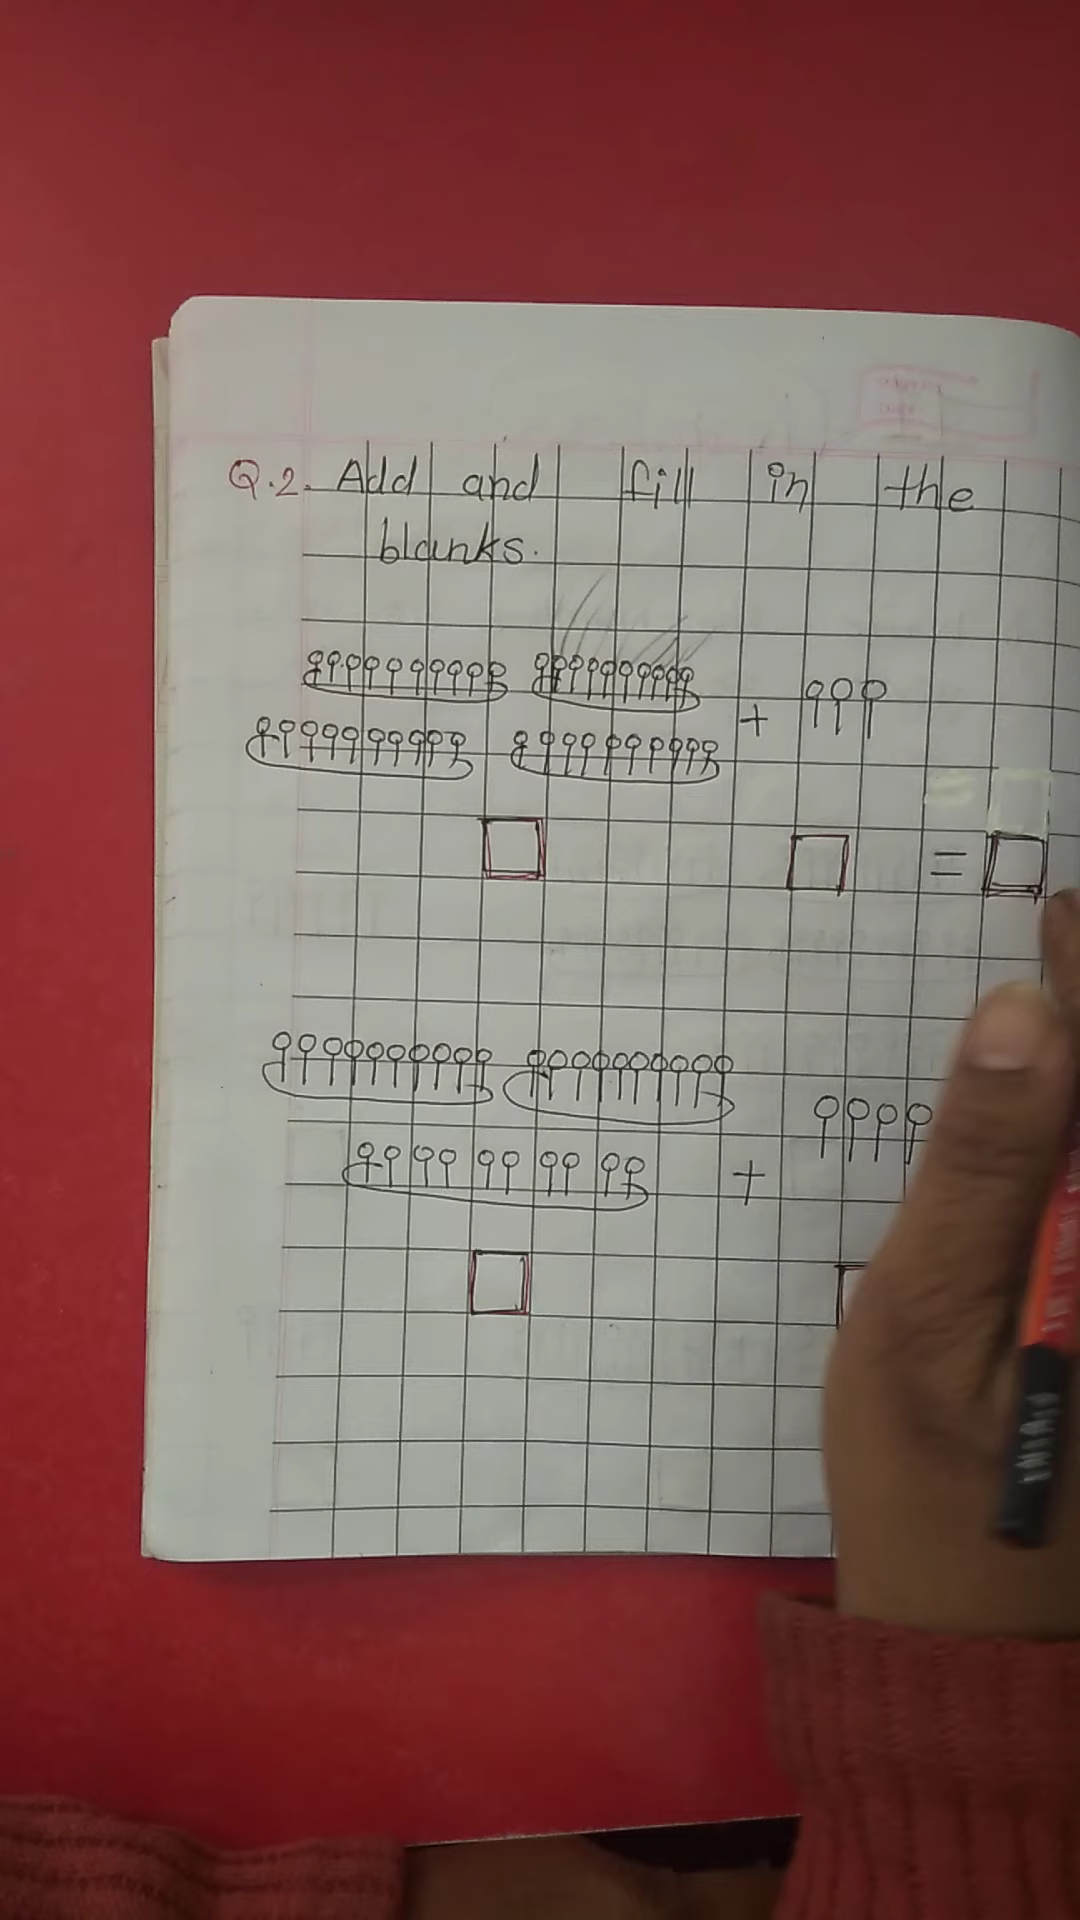 Q.2. Add and fill in the
blanks.
+
=
+